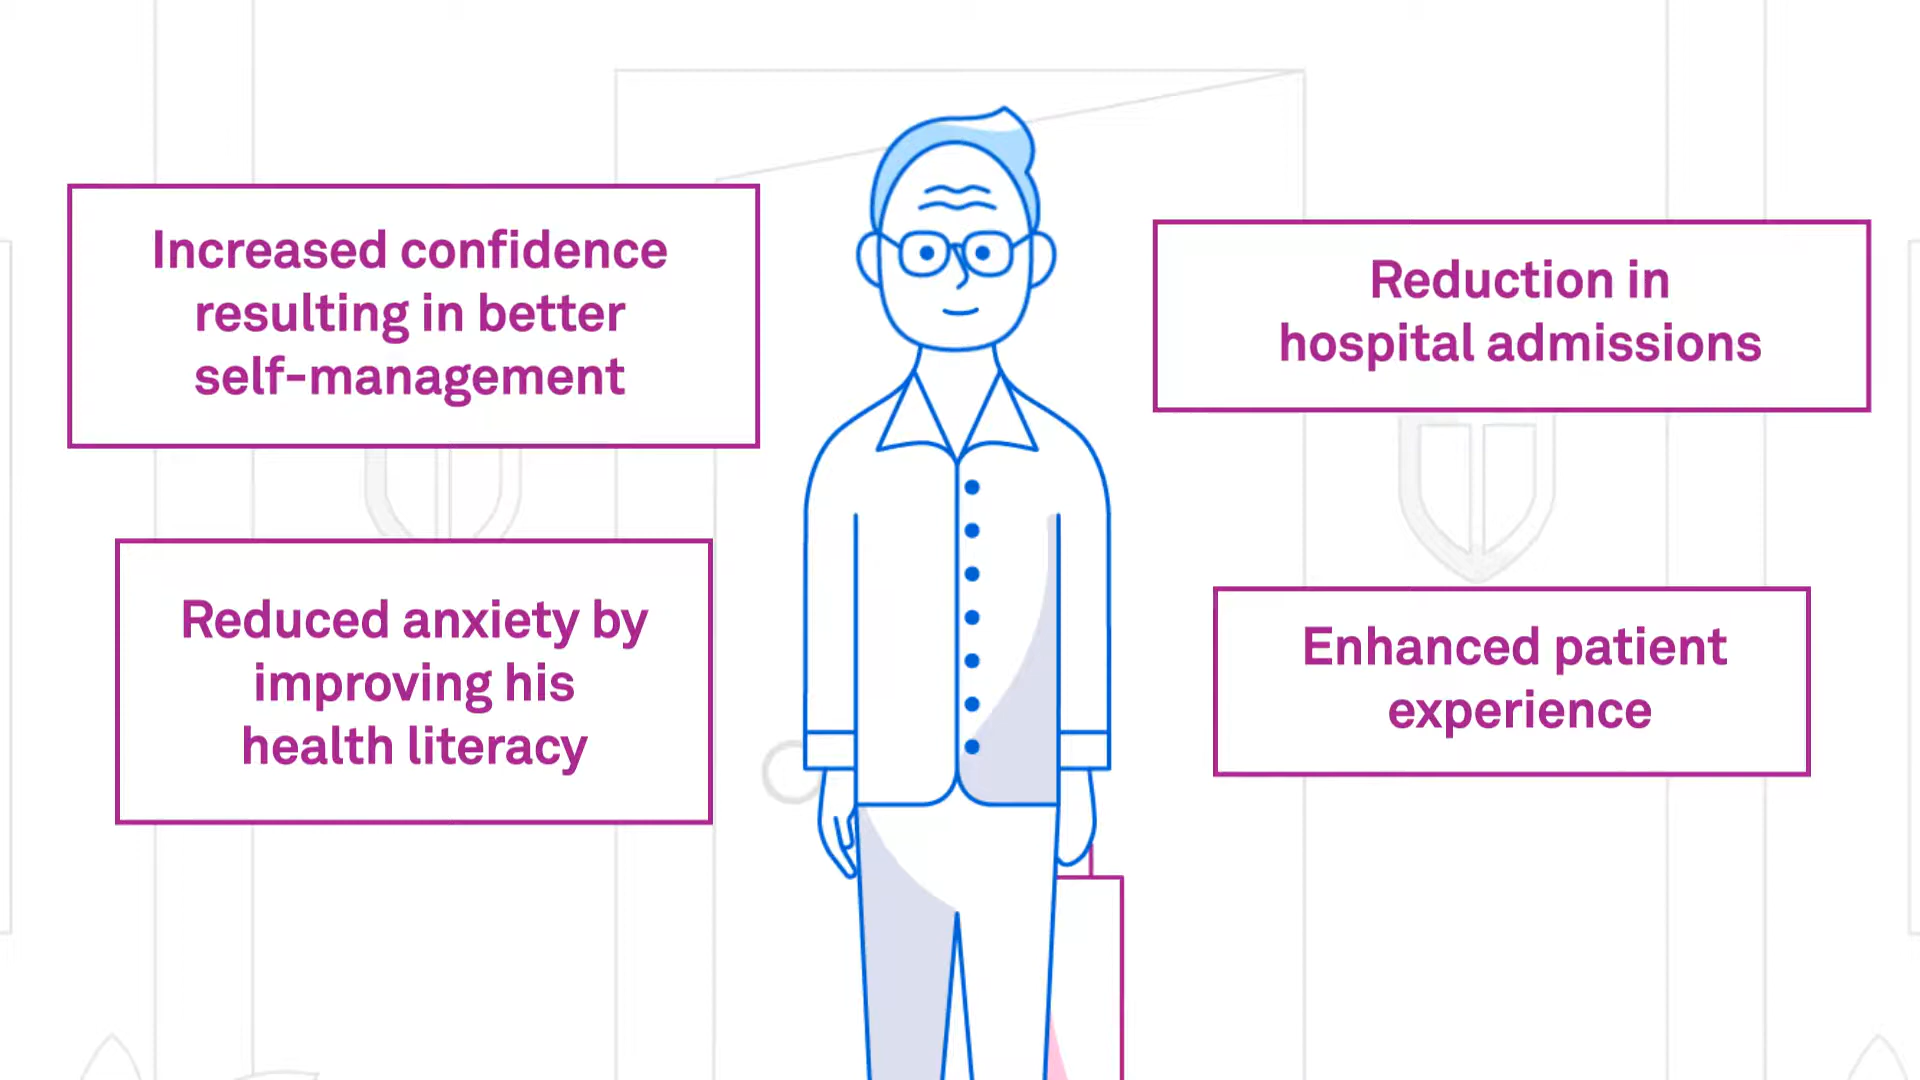 Increased confidence
resulting in better
self-management
Reduced anxiety by
improving his
health literacy
Reduction in
hospital admissions
Enhanced patient
experience